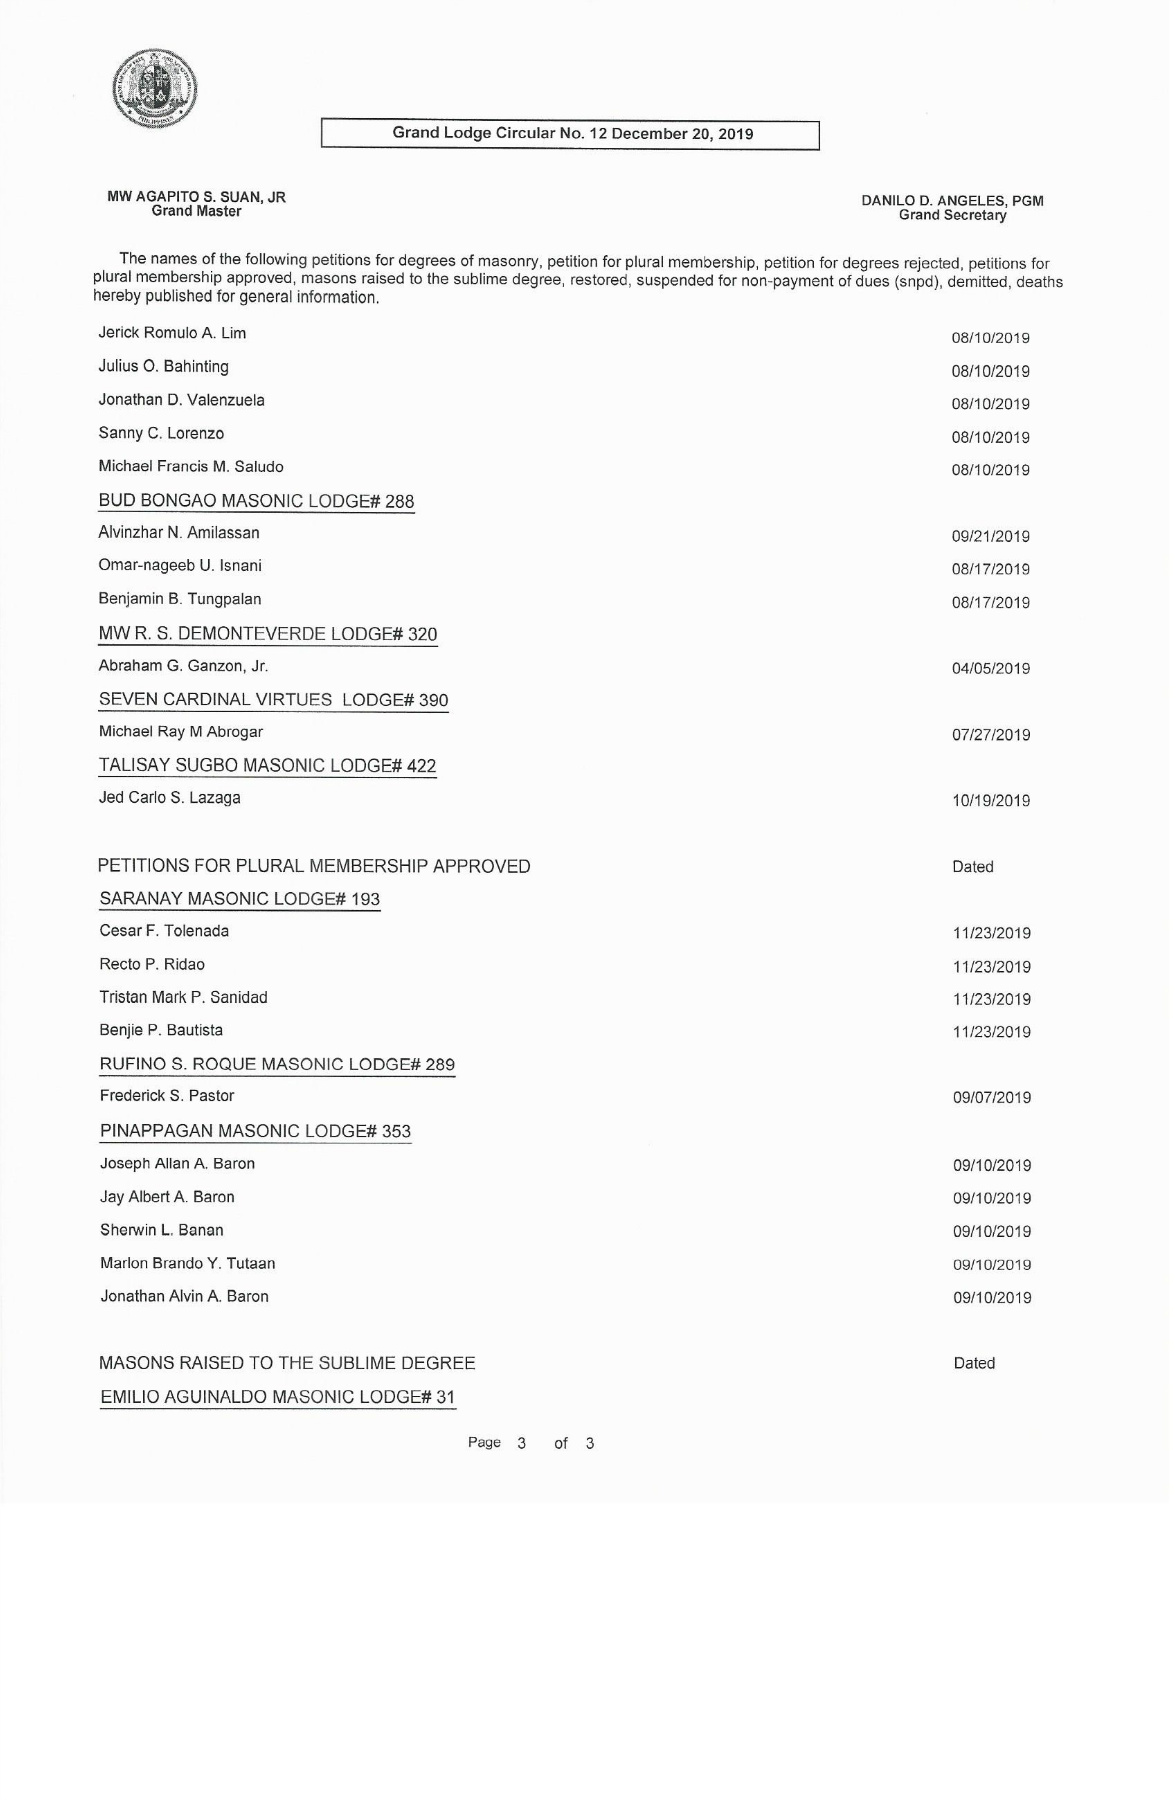 PHILIPPINES
Grand Lodge Circular No. 12 December 20, 2019
MW AGAPITO S. SUAN, JR
Grand Master
DANILO D. ANGELES, PGM
Grand Secretary
The names of the following petitions for degrees of masonry, petition for plural membership, petition for degrees rejected, petitions for
plural membership approved, masons raised to the sublime degree, restored, suspended for non-payment of dues (snpd), demitted, deaths
hereby published for general information.
Jerick Romulo A. Lim 08/10/2019
Julius O. Bahinting 08/10/2019
Jonathan D. Valenzuela 08/10/2019
Sanny C. Lorenzo 08/10/2019
Michael Francis M. Saludo 08/10/2019
BUD BONGAO MASONIC LODGE# 288
Alvinzhar N. Amilassan 09/21/2019
Omar-nageeb U. Isnani 08/17/2019
Benjamin B. Tungpalan 08/17/2019
MW R. S. DEMONTEVERDE LODGE# 320
Abraham G. Ganzon, Jr. 04/05/2019
SEVEN CARDINAL VIRTUES LODGE# 390
Michael Ray M Abrogar 07/27/2019
TALISAY SUGBO MASONIC LODGE# 422
Jed Carlo S. Lazaga 10/19/2019
PETITIONS FOR PLURAL MEMBERSHIP APPROVED Dated
SARANAY MASONIC LODGE# 193
Cesar F. Tolenada 11/23/2019
Recto P. Ridao 11/23/2019
Tristan Mark P. Sanidad 11/23/2019
Benjie P. Bautista 11/23/2019
RUFINO S. ROQUE MASONIC LODGE# 289
Frederick S. Pastor 09/07/2019
PINAPPAGAN MASONIC LODGE# 353
Joseph Allan A. Baron 09/10/2019
Jay Albert A. Baron 09/10/2019
Sherwin L. Banan 09/10/2019
Marlon Brando Y. Tutaan 09/10/2019
Jonathan Alvin A. Baron 09/10/2019
MASONS RAISED TO THE SUBLIME DEGREE Dated
EMILIO AGUINALDO MASONIC LODGE# 31
Page 3 of 3